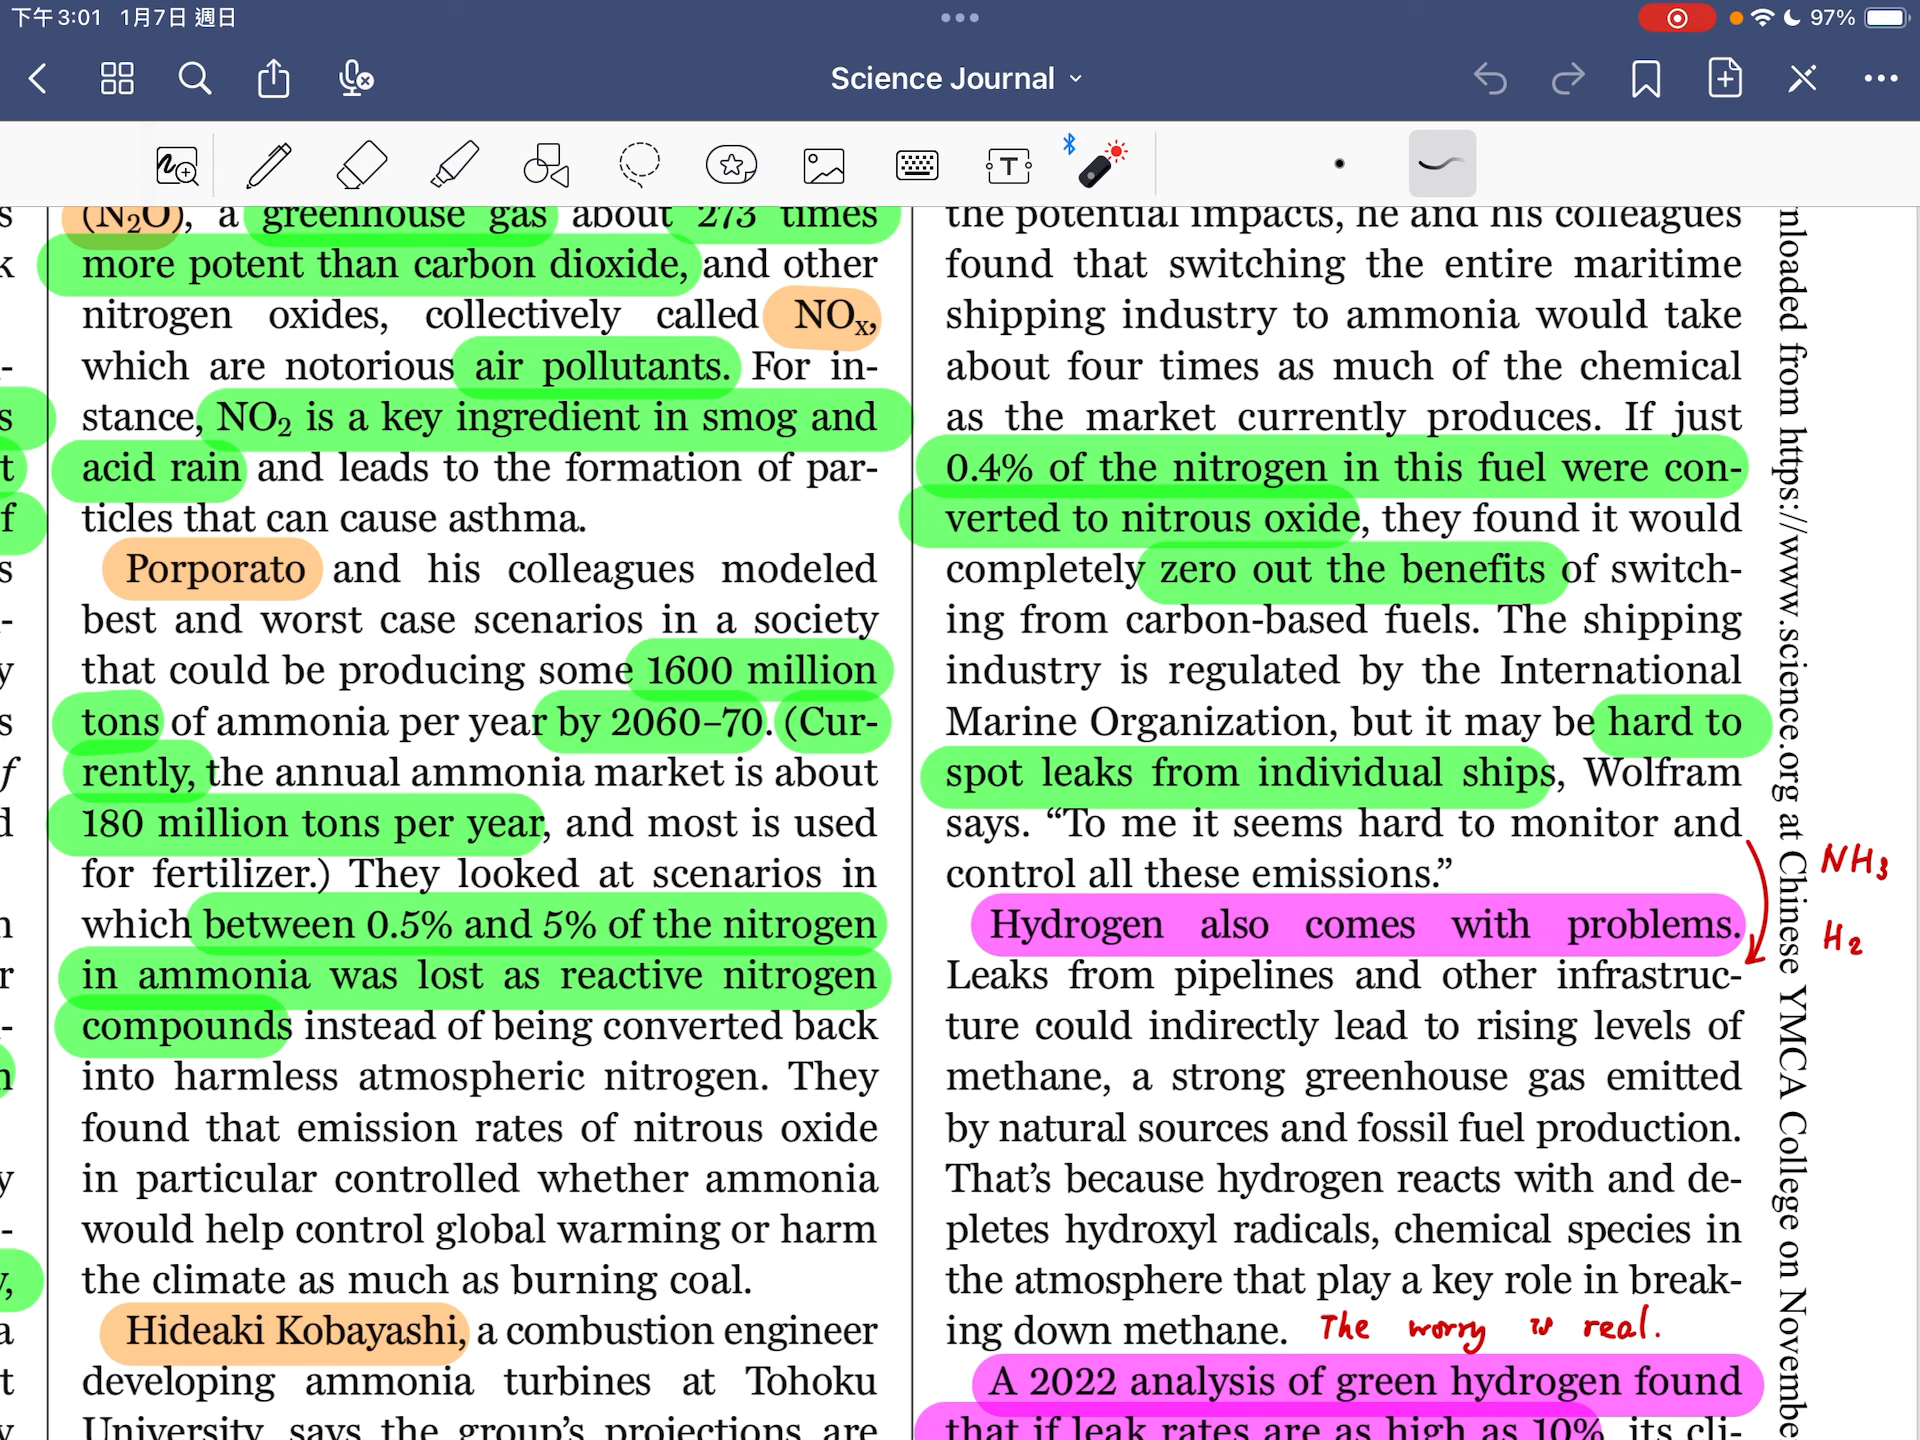 下午3:01 1月7日 週日
97%
Science Journal
T
(N₂O), a greenhouse gas about 273 times
more potent than carbon dioxide, and other
nitrogen oxides, collectively called NOₓ,
which are notorious air pollutants. For in-
stance, NO₂ is a key ingredient in smog and
acid rain and leads to the formation of par-
ticles that can cause asthma.
Porporato and his colleagues modeled
best and worst case scenarios in a society
that could be producing some 1600 million
tons of ammonia per year by 2060–70. (Cur-
rently, the annual ammonia market is about
180 million tons per year, and most is used
for fertilizer.) They looked at scenarios in
which between 0.5% and 5% of the nitrogen
in ammonia was lost as reactive nitrogen
compounds instead of being converted back
into harmless atmospheric nitrogen. They
found that emission rates of nitrous oxide
in particular controlled whether ammonia
would help control global warming or harm
the climate as much as burning coal.
Hideaki Kobayashi, a combustion engineer
developing ammonia turbines at Tohoku
University, says the group’s projections are
the potential impacts, he and his colleagues
found that switching the entire maritime
shipping industry to ammonia would take
about four times as much of the chemical
as the market currently produces. If just
0.4% of the nitrogen in this fuel were con-
verted to nitrous oxide, they found it would
completely zero out the benefits of switch-
ing from carbon-based fuels. The shipping
industry is regulated by the International
Marine Organization, but it may be hard to
spot leaks from individual ships, Wolfram
says. “To me it seems hard to monitor and
control all these emissions.”
Hydrogen also comes with problems.
Leaks from pipelines and other infrastruc-
ture could indirectly lead to rising levels of
methane, a strong greenhouse gas emitted
by natural sources and fossil fuel production.
That’s because hydrogen reacts with and de-
pletes hydroxyl radicals, chemical species in
the atmosphere that play a key role in break-
ing down methane. The worry is real.
A 2022 analysis of green hydrogen found
that if leak rates are as high as 10%, its cli-
NH₃
H₂
nloaded from https://www.science.org at Chinese YMCA College on Novembe